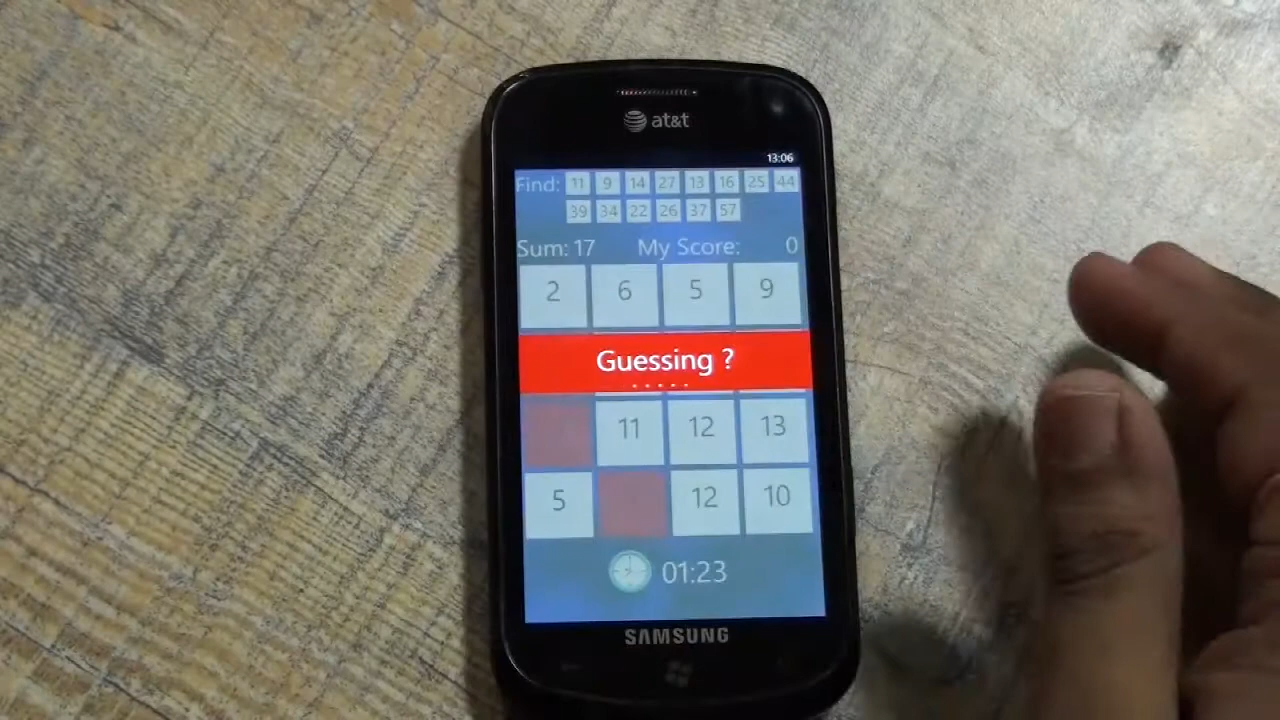 at&t
13:06
Find: 11 9 14 27 13 16 25 44
39 34 22 26 37 57
Sum: 17 My Score: 0
2 6 5 9
Guessing ?
11 12 13
5 12 10
01:23
SAMSUNG